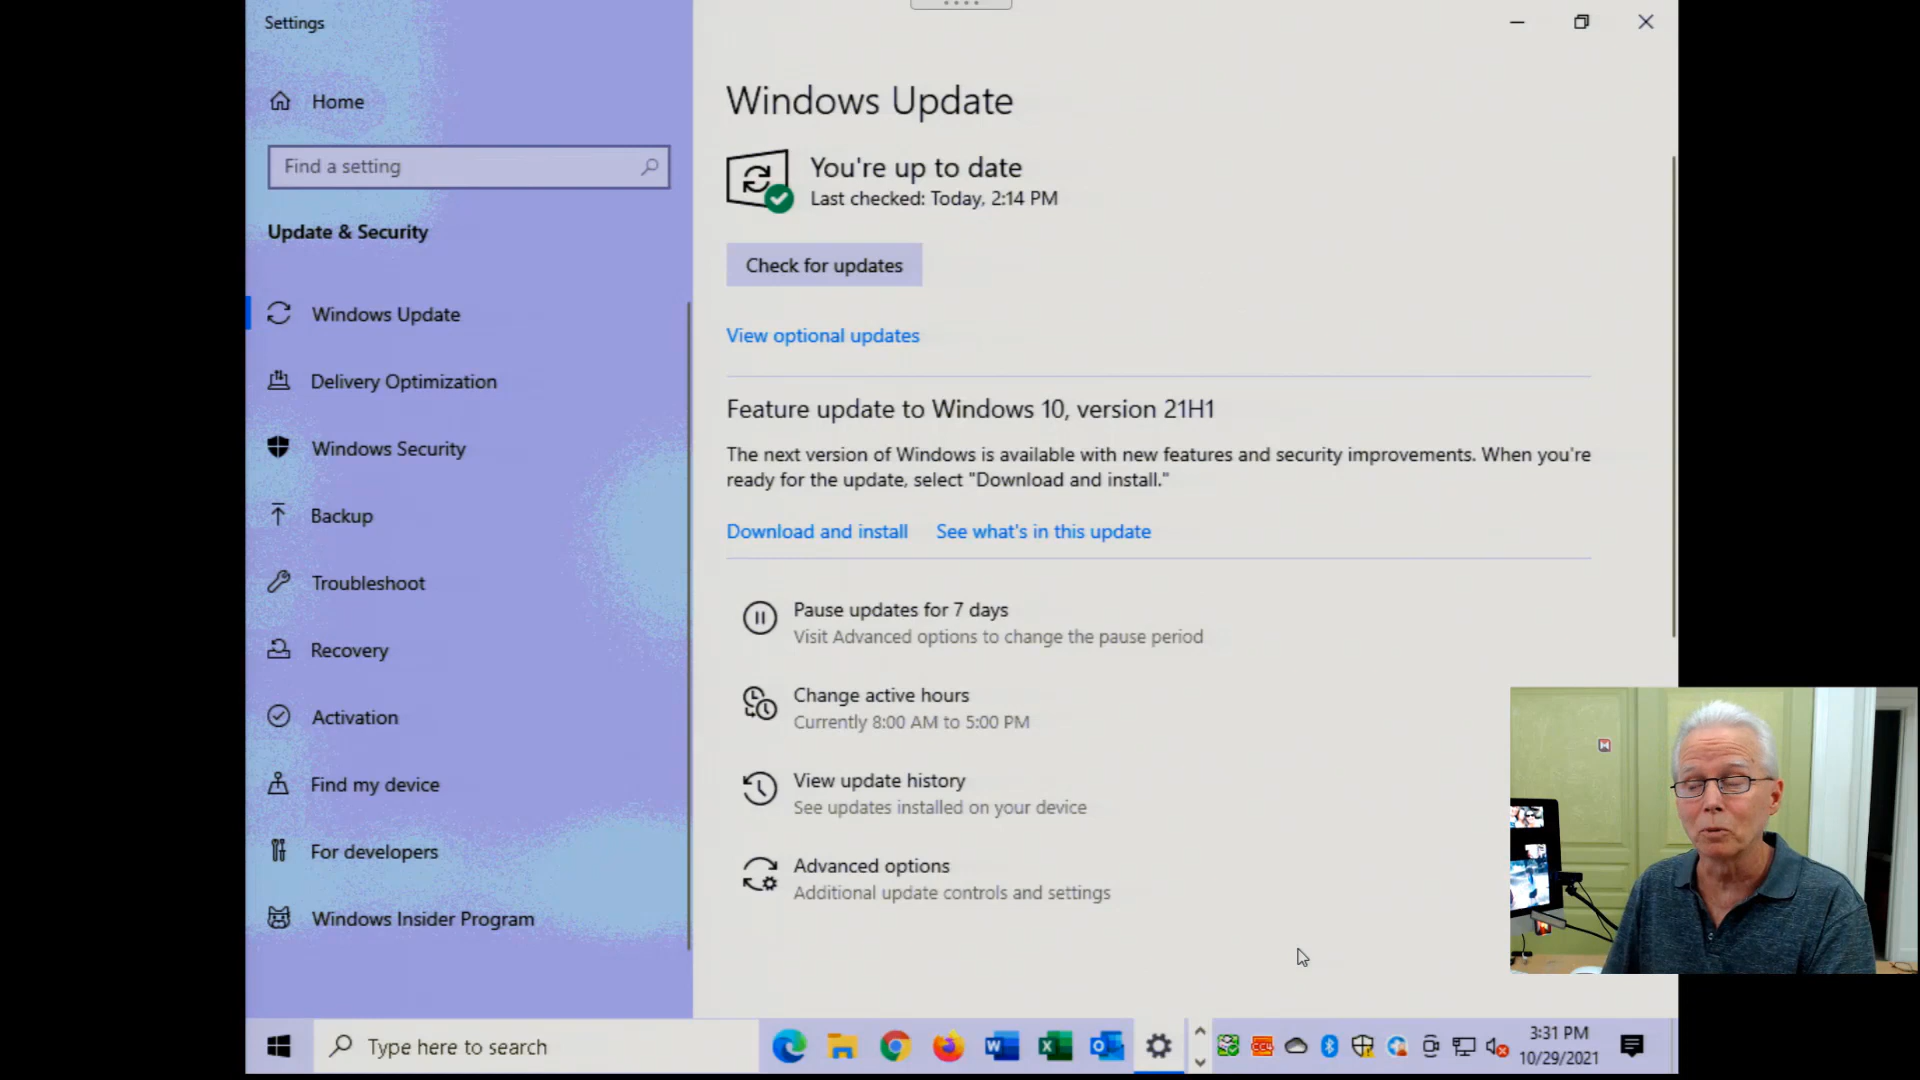 Settings
Home
Find a setting
Update & Security
Windows Update
Delivery Optimization
Windows Security
Backup
Troubleshoot
Recovery
Activation
Find my device
For developers
Windows Insider Program
Windows Update
You're up to date
Last checked: Today, 2:14 PM
Check for updates
View optional updates
Feature update to Windows 10, version 21H1
The next version of Windows is available with new features and security improvements. When you're
ready for the update, select "Download and install."
Download and install See what's in this update
Pause updates for 7 days
Visit Advanced options to change the pause period
Change active hours
Currently 8:00 AM to 5:00 PM
View update history
See updates installed on your device
Advanced options
Additional update controls and settings
Type here to search
3:31 PM
10/29/2021